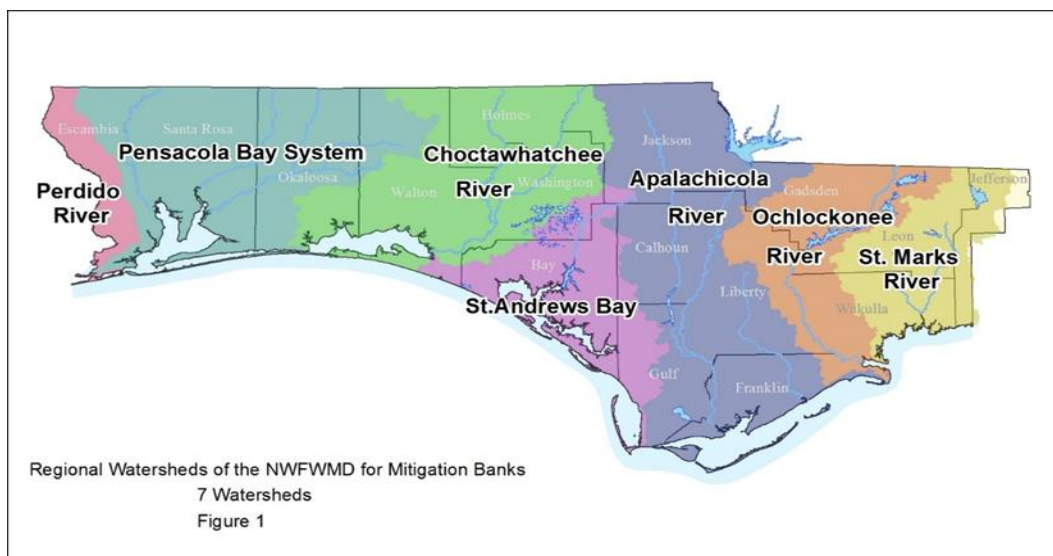 Escambia
Santa Rosa
Holmes
Jackson
Pensacola Bay System
Choctawhatchee
Okaloosa
Walton
Washington
Apalachicola
Gadsden
Jefferson
Perdido
River
River
River
Ochlockonee
Leon
Calhoun
River
St. Marks
River
Bay
Liberty
St.Andrews Bay
Wakulla
Gulf
Franklin
Regional Watersheds of the NWFWMD for Mitigation Banks
7 Watersheds
Figure 1